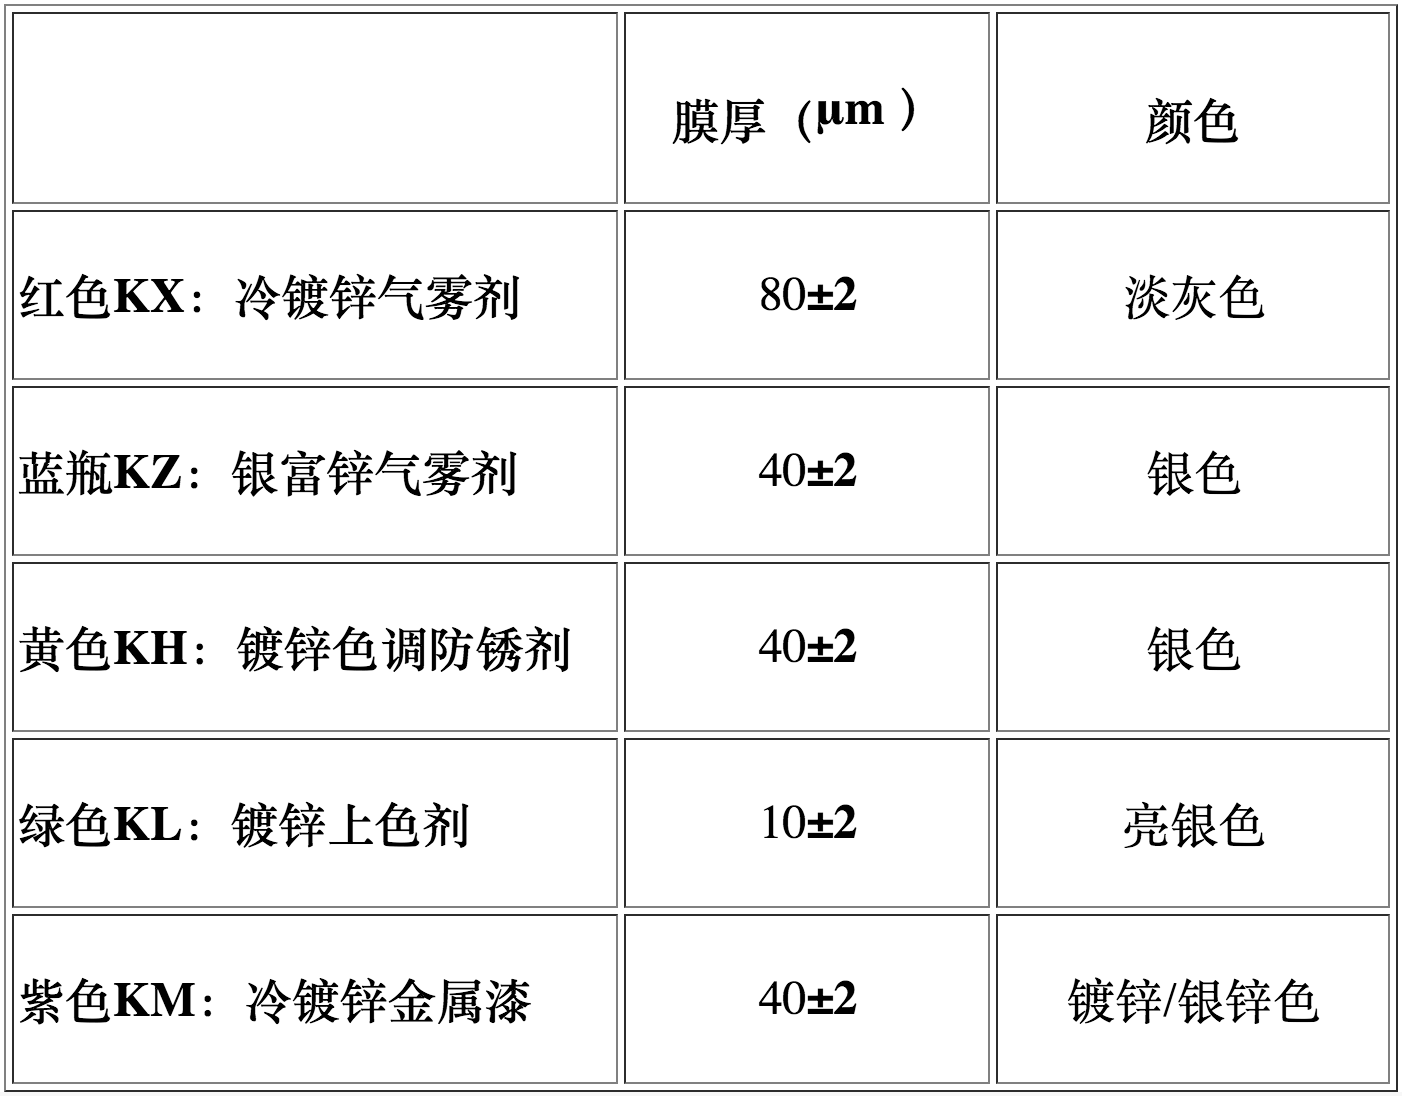 膜厚（μm ） 颜色
红色KX：冷镀锌气雾剂 80±2 淡灰色
蓝瓶KZ：银富锌气雾剂 40±2 银色
黄色KH：镀锌色调防锈剂 40±2 银色
绿色KL：镀锌上色剂 10±2 亮银色
紫色KM：冷镀锌金属漆 40±2 镀锌/银锌色